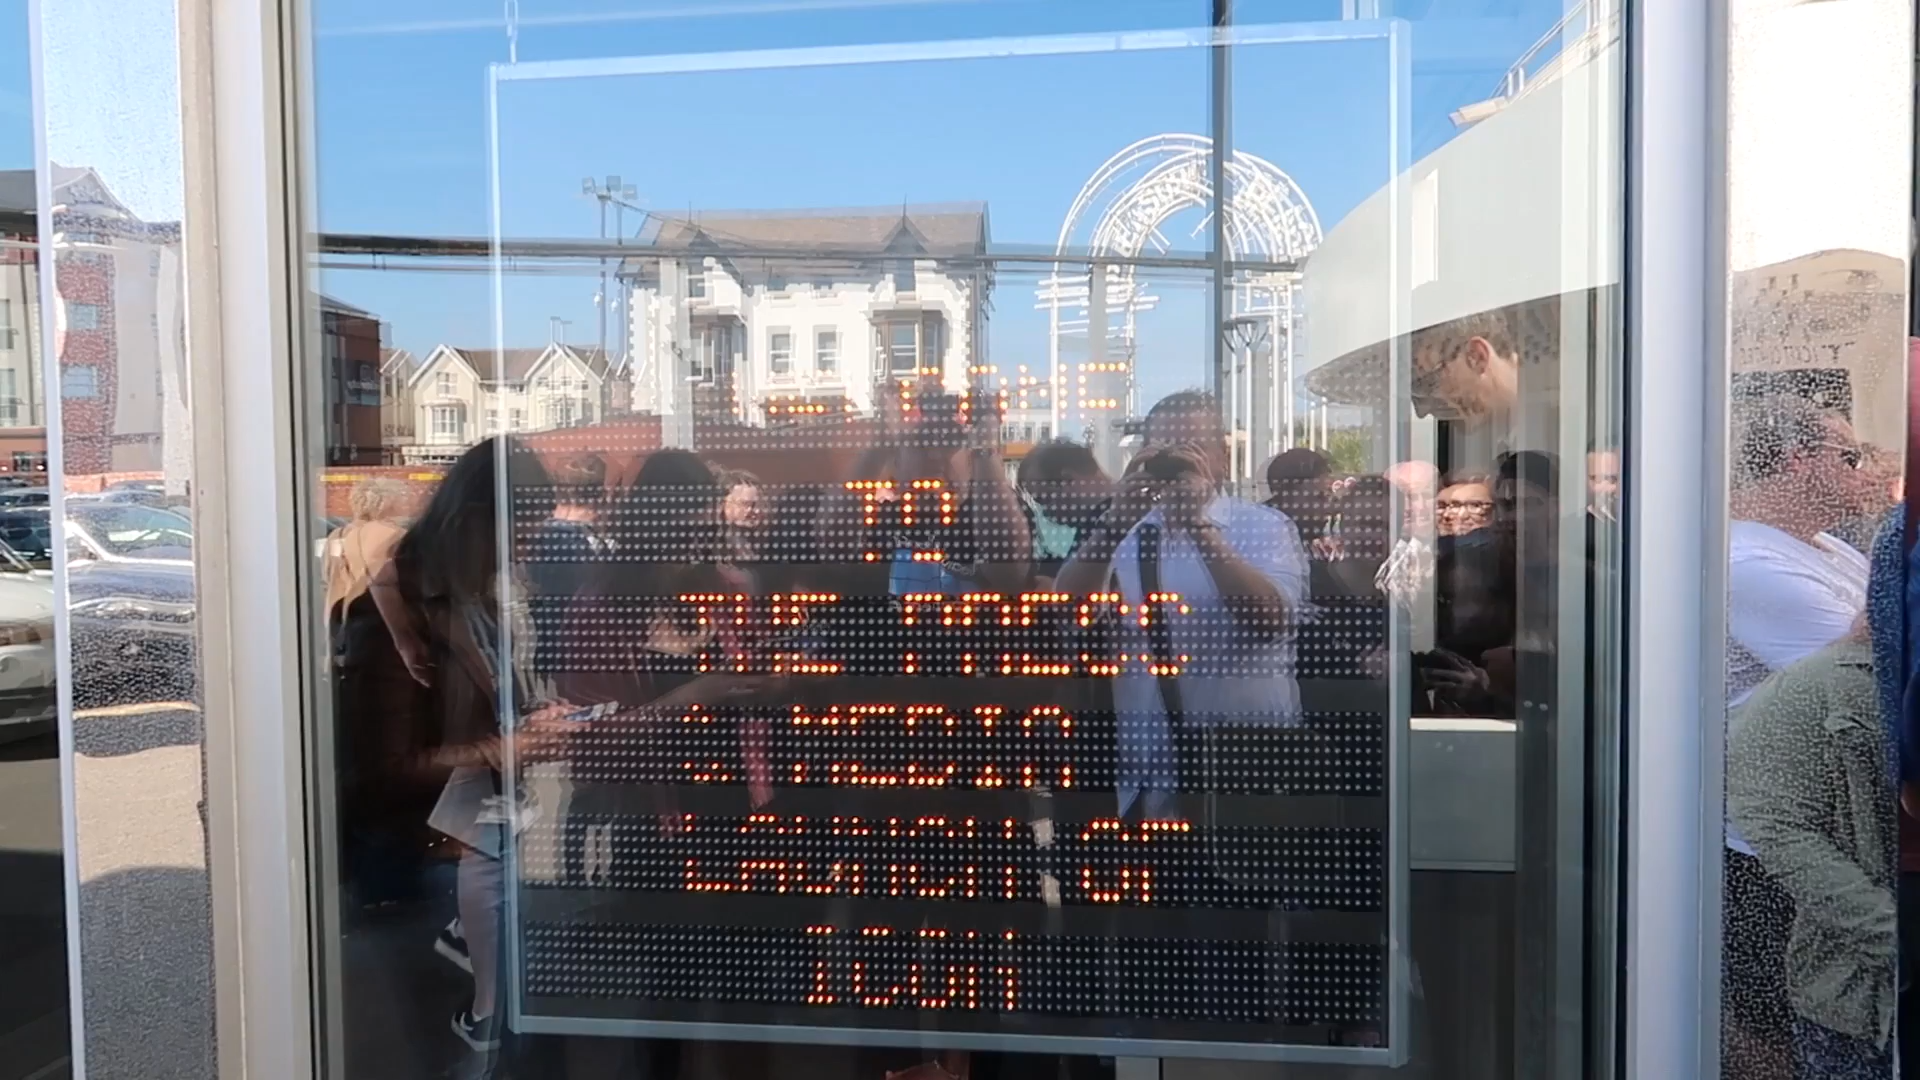 TO
THE PRESS
& MEDIA
LAUNCH OF
ICON